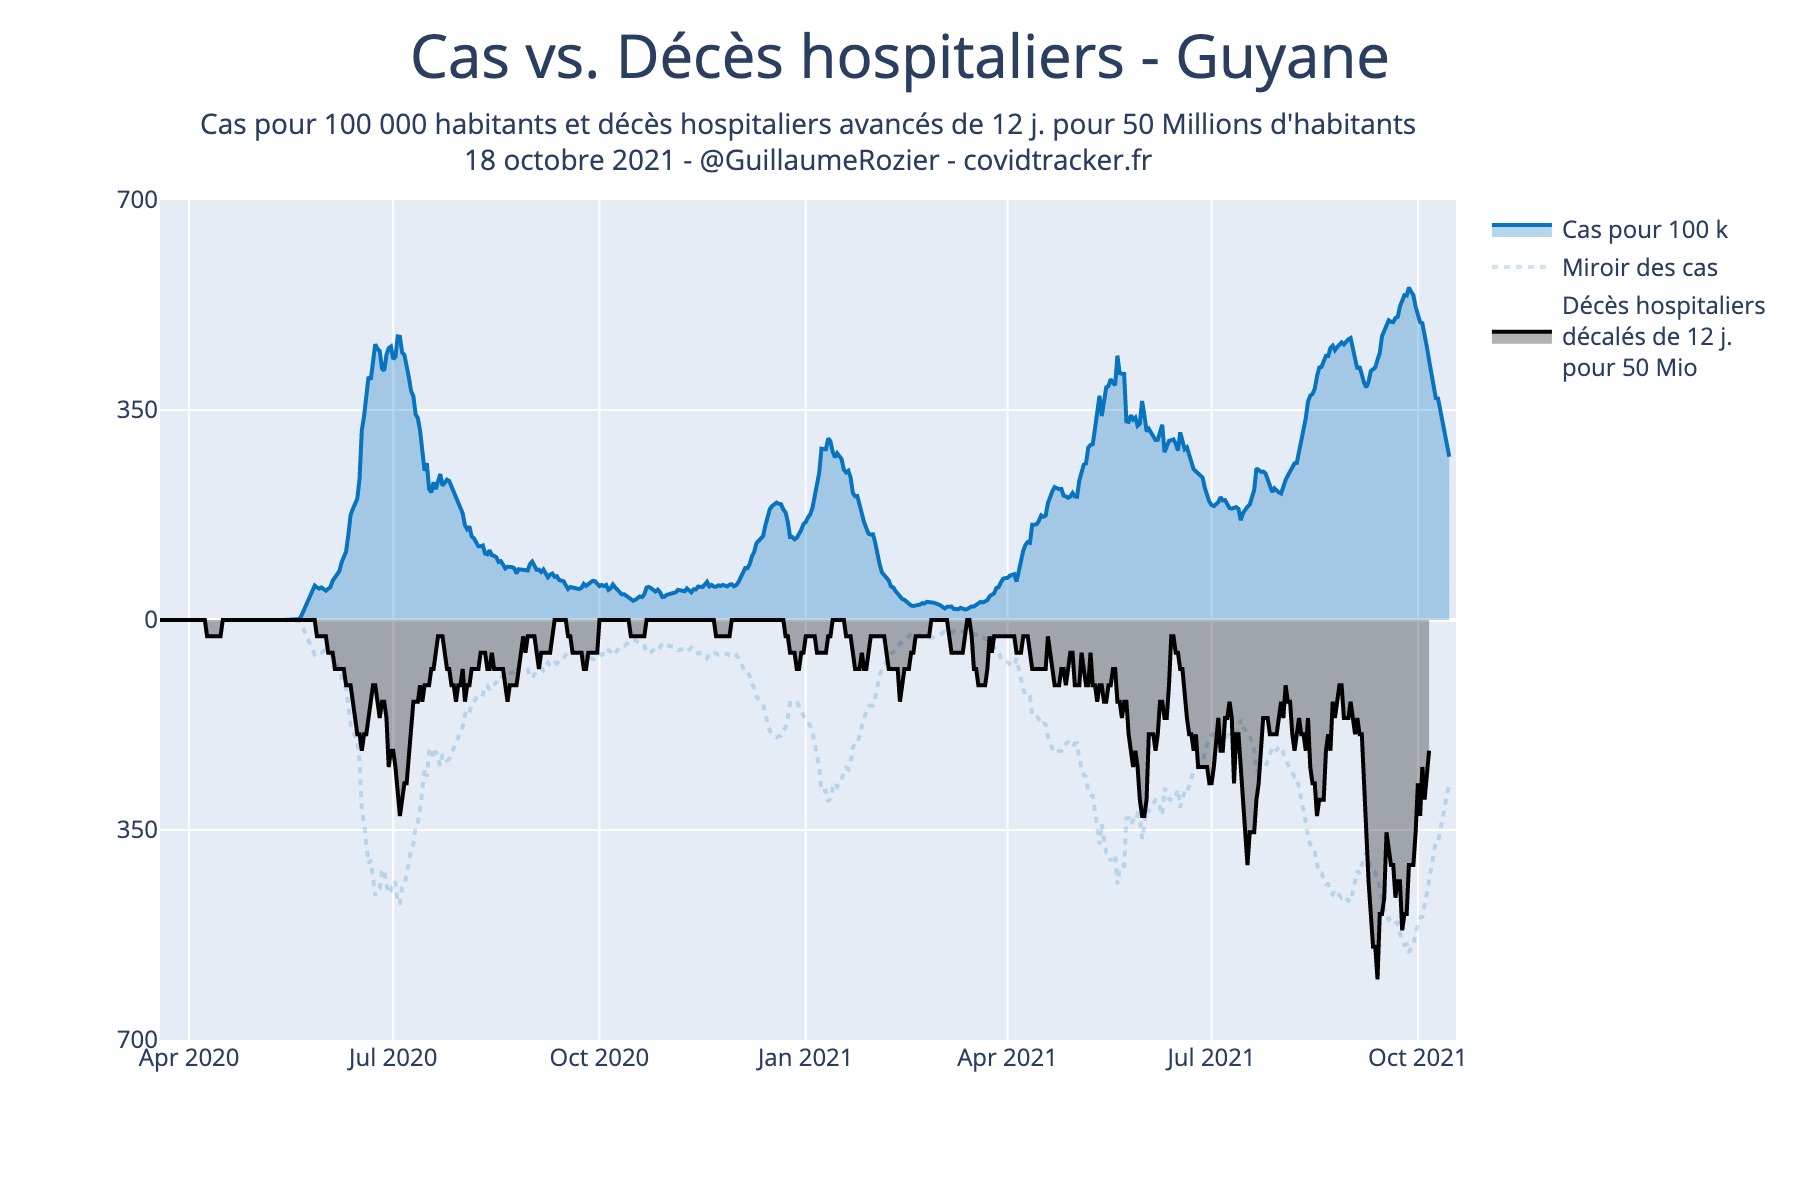 Cas vs. Décès hospitaliers - Guyane
Cas pour 100 000 habitants et décès hospitaliers avancés de 12 j. pour 50 Millions d'habitants
18 octobre 2021 - @GuillaumeRozier - covidtracker.fr
700
350
0
350
700
Apr 2020
Jul 2020
Oct 2020
Jan 2021
Apr 2021
Jul 2021
Oct 2021
Cas pour 100 k
Miroir des cas
Décès hospitaliers
décalés de 12 j.
pour 50 Mio